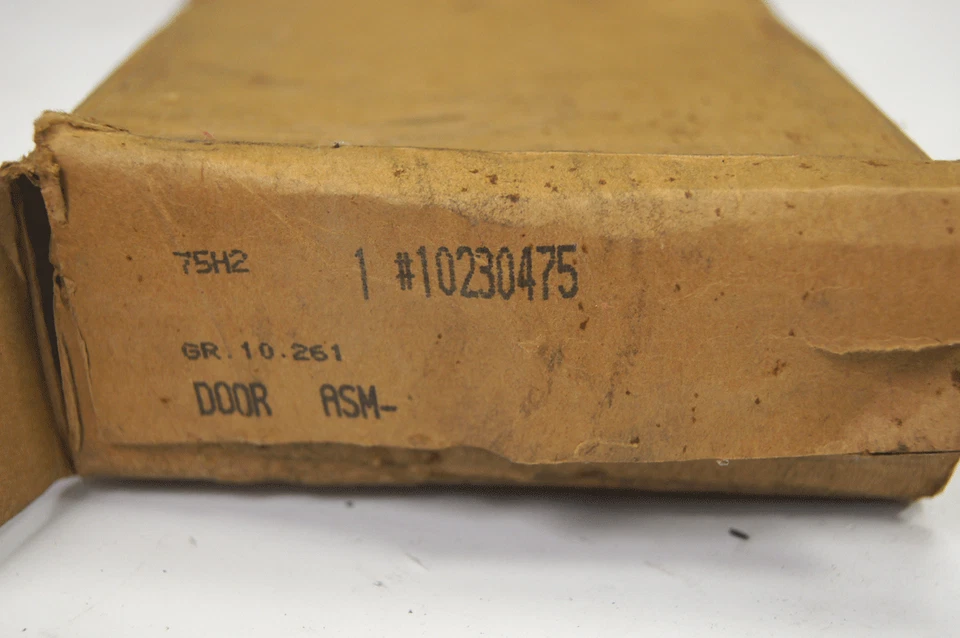 75H2 1 #10230475
GR.10.261
DOOR ASM-